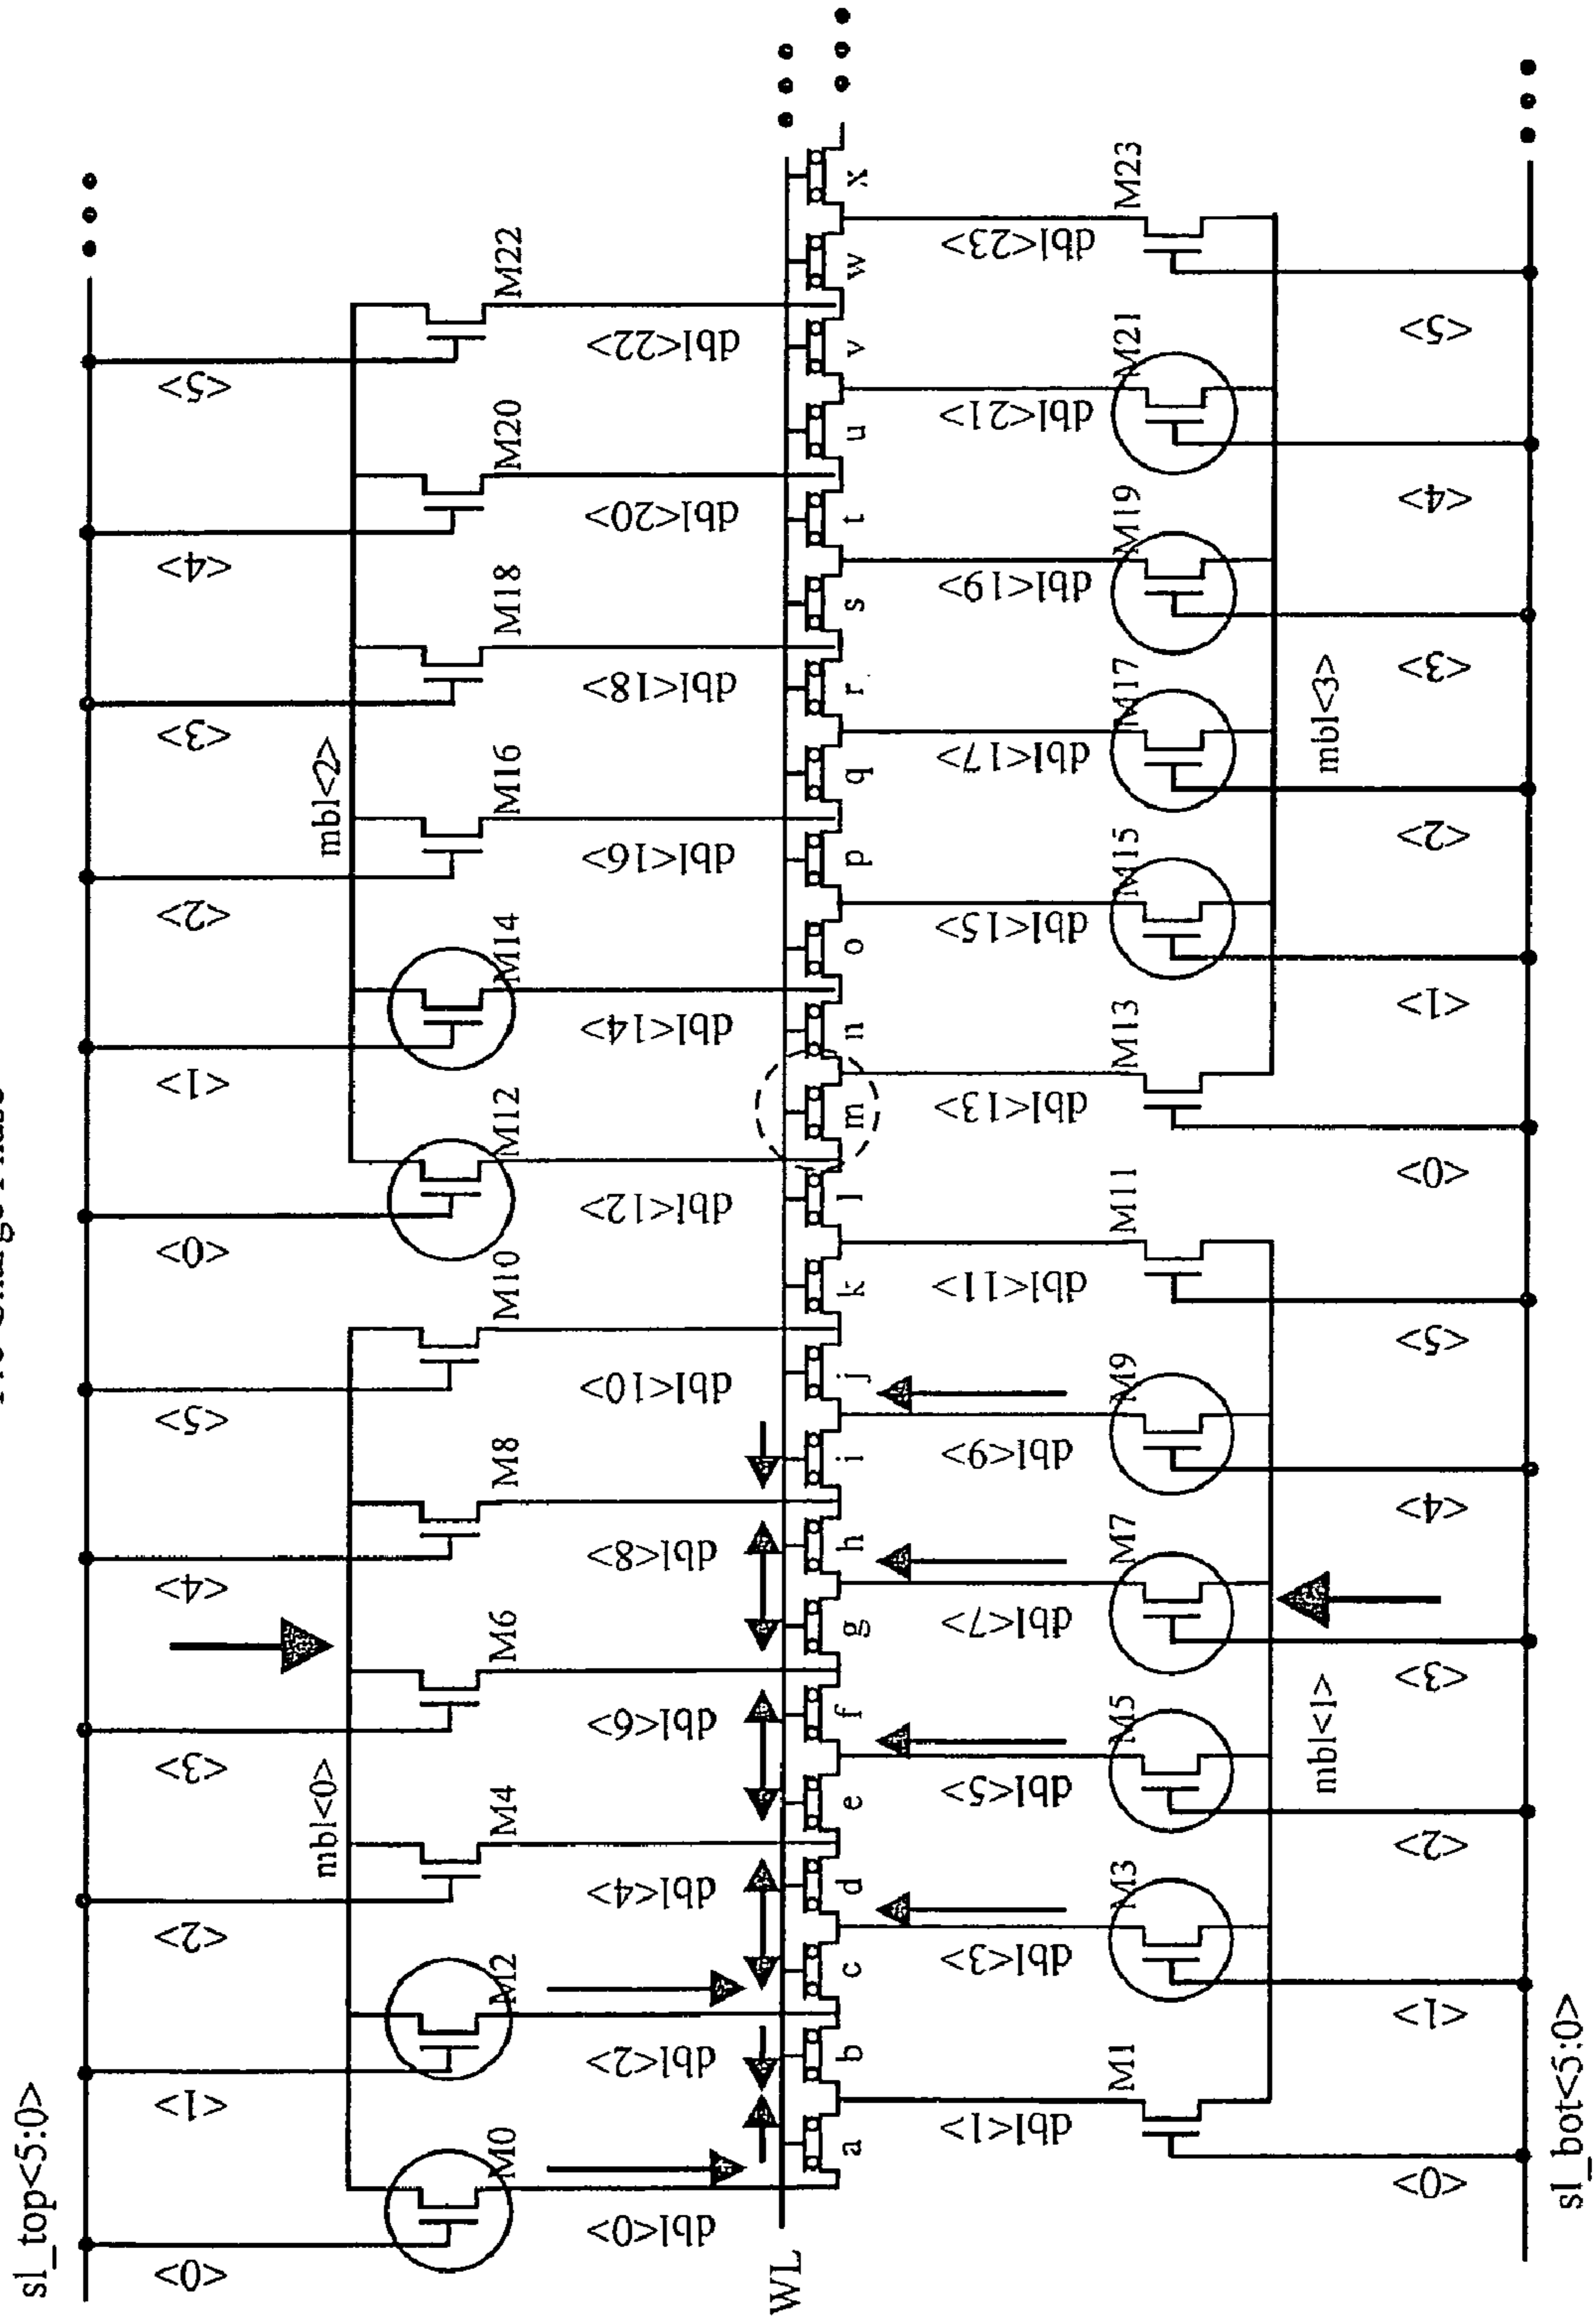 sl_top<5:0>
<0> <1> <2> <3> <4> <5> <0> <1> <2> <3> <4> <5>
mbl<0> mbl<2>
M0 M2 M4 M6 M8 M10 M12 M14 M16 M18 M20 M22
dbl<0> dbl<2> dbl<4> dbl<6> dbl<8> dbl<10> dbl<12> dbl<14> dbl<16> dbl<18> dbl<20> dbl<22>
WL
a b c d e f g h i j k l m n o p q r s t u v w x
dbl<1> dbl<3> dbl<5> dbl<7> dbl<9> dbl<11> dbl<13> dbl<15> dbl<17> dbl<19> dbl<21> dbl<23>
M1 M3 M5 M7 M9 M11 M13 M15 M17 M19 M21 M23
mbl<1> mbl<3>
<0> <1> <2> <3> <4> <5> <0> <1> <2> <3> <4> <5>
sl_bot<5:0>